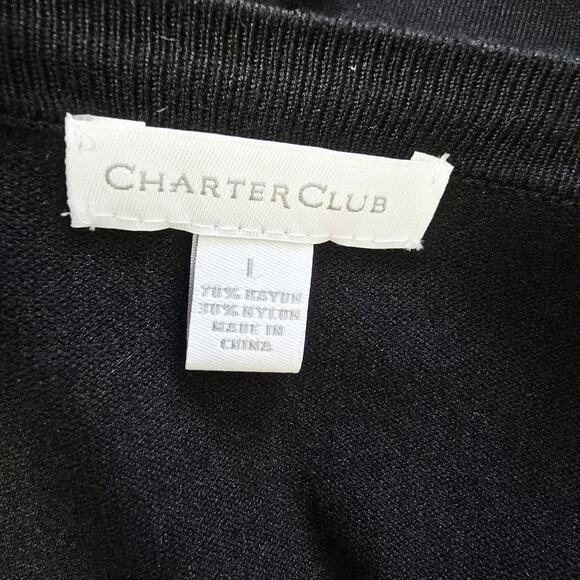 CHARTER CLUB
L
70% RAYON
30% NYLON
MADE IN
CHINA